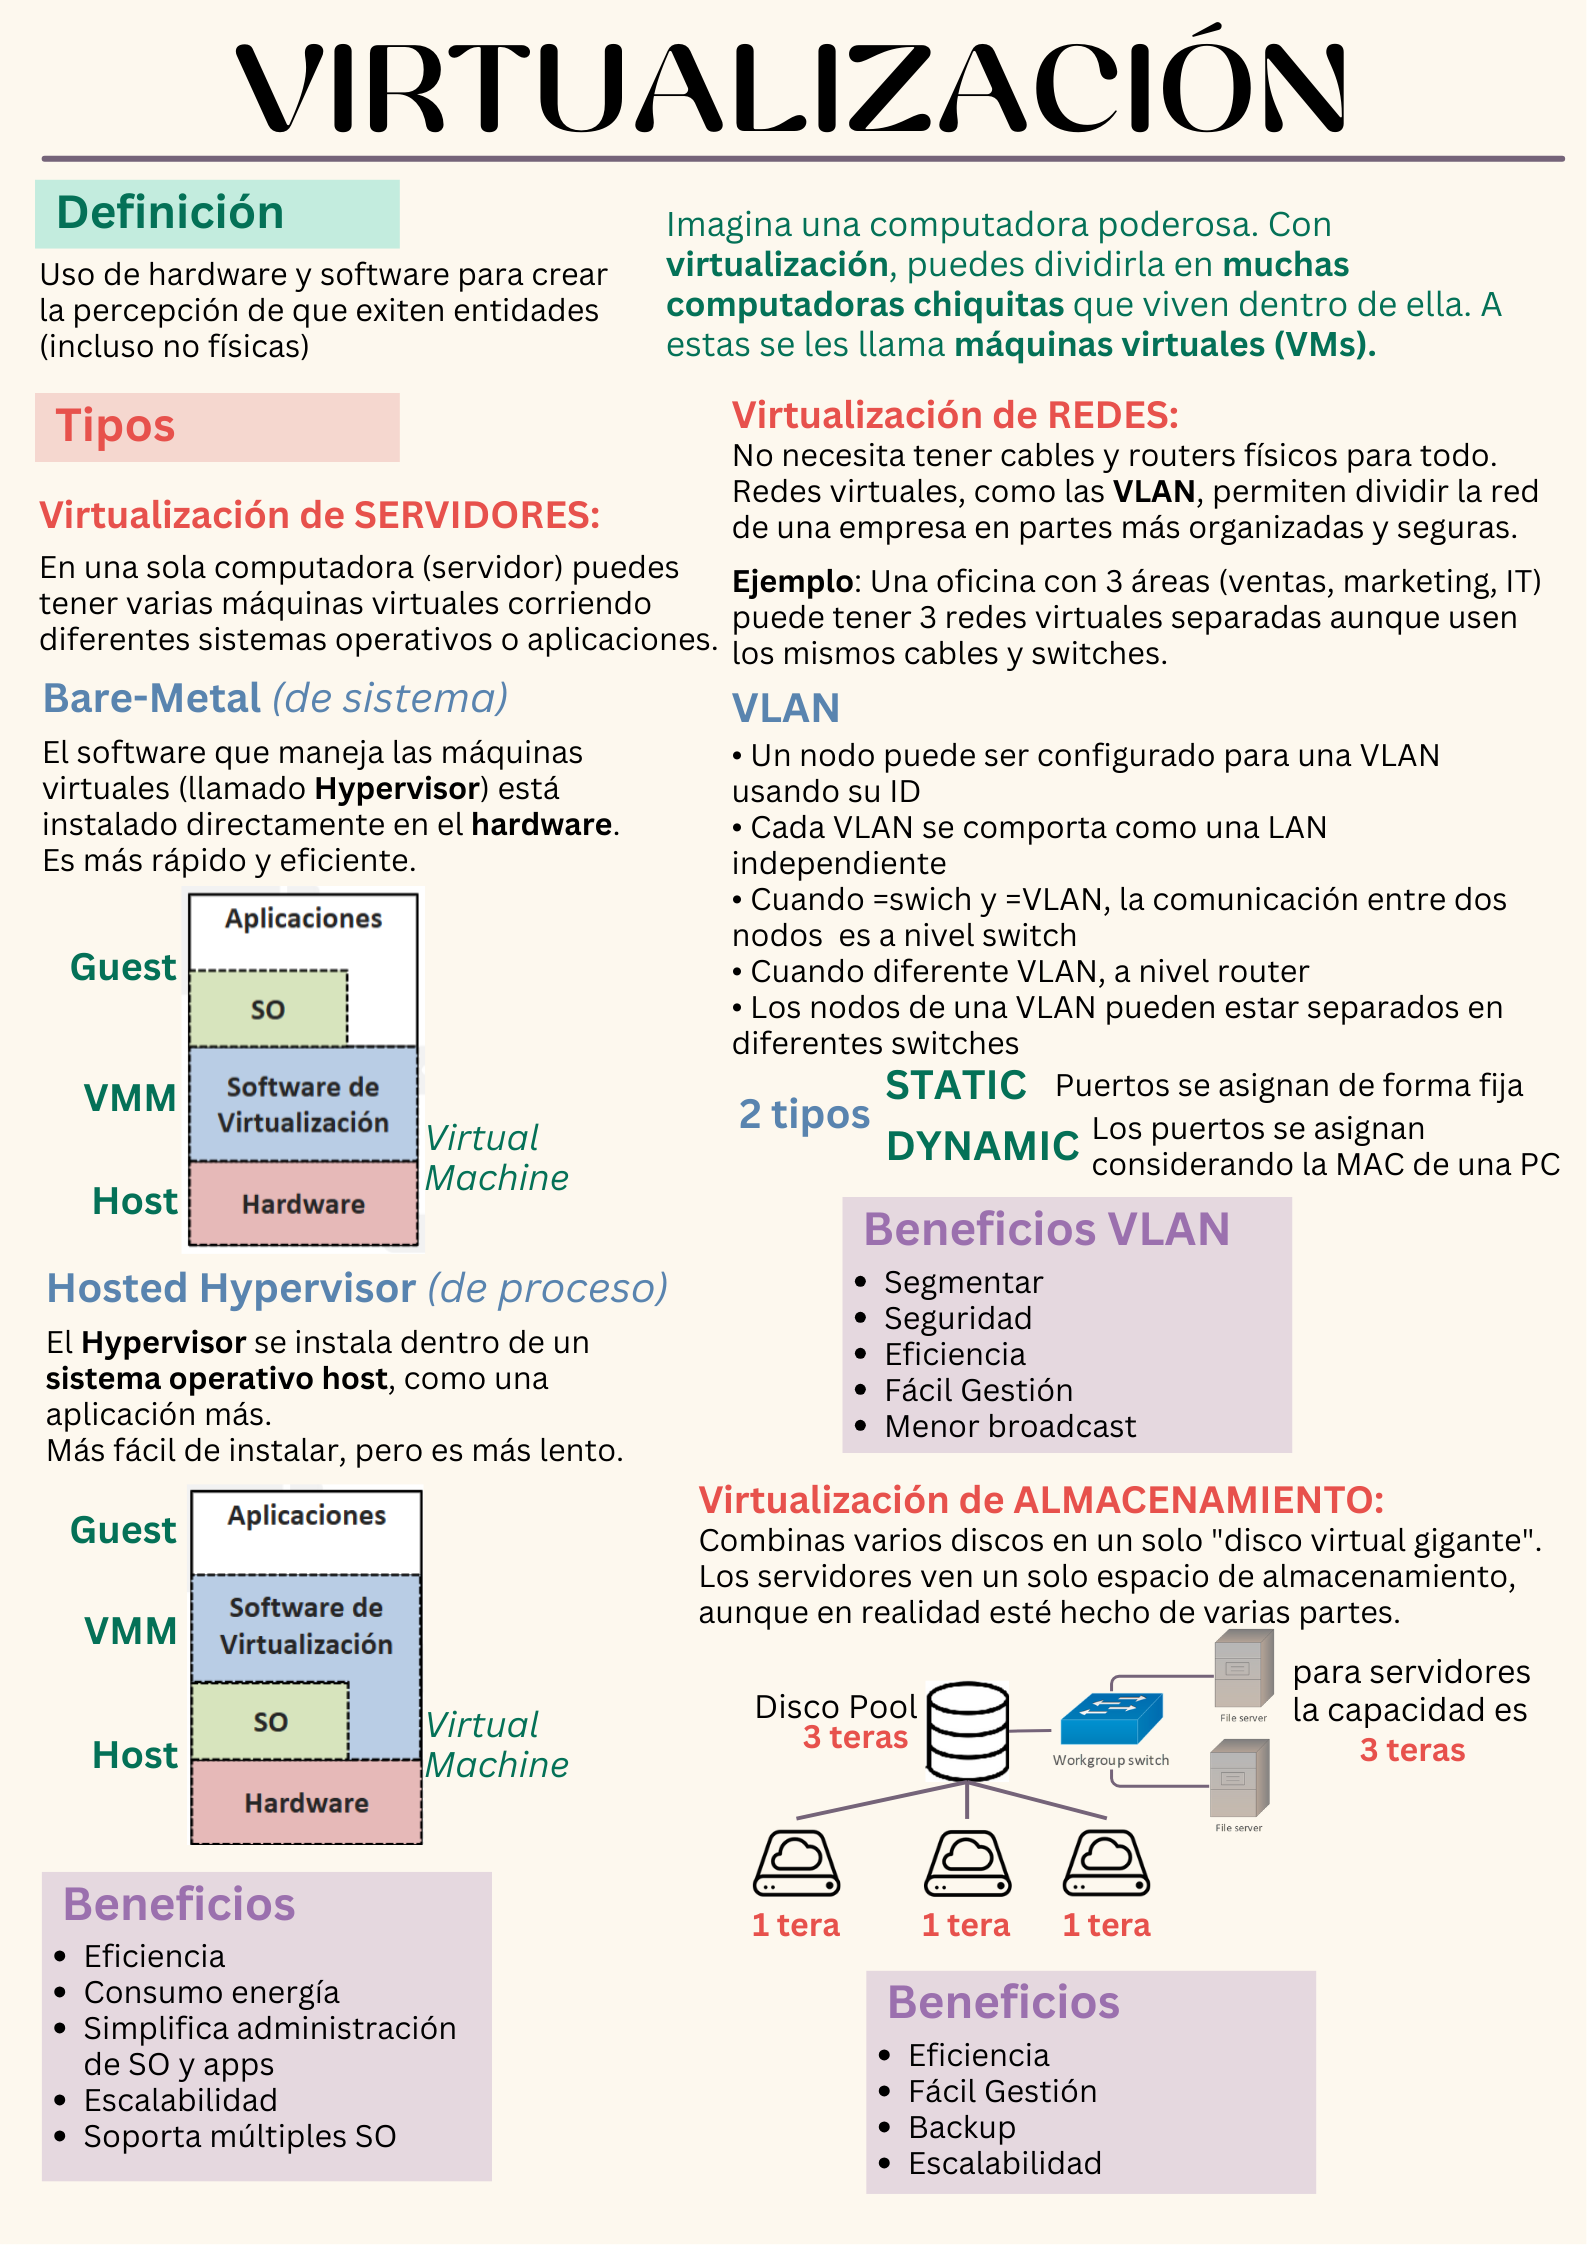 VIRTUALIZACIÓN
Definición
Uso de hardware y software para crear
la percepción de que exiten entidades
(incluso no físicas)
Imagina una computadora poderosa. Con
virtualización, puedes dividirla en muchas
computadoras chiquitas que viven dentro de ella. A
estas se les llama máquinas virtuales (VMs).
Tipos
Virtualización de SERVIDORES:
En una sola computadora (servidor) puedes
tener varias máquinas virtuales corriendo
diferentes sistemas operativos o aplicaciones.
Bare-Metal (de sistema)
El software que maneja las máquinas
virtuales (llamado Hypervisor) está
instalado directamente en el hardware.
Es más rápido y eficiente.
Aplicaciones
Guest
SO
VMM
Software de
Virtualización
Virtual
Machine
Host
Hardware
Hosted Hypervisor (de proceso)
El Hypervisor se instala dentro de un
sistema operativo host, como una
aplicación más.
Más fácil de instalar, pero es más lento.
Guest
Aplicaciones
VMM
Software de
Virtualización
SO
Host
Virtual
Machine
Hardware
Beneficios
• Eficiencia
• Consumo energía
• Simplifica administración
de SO y apps
• Escalabilidad
• Soporta múltiples SO
Virtualización de REDES:
No necesita tener cables y routers físicos para todo.
Redes virtuales, como las VLAN, permiten dividir la red
de una empresa en partes más organizadas y seguras.
Ejemplo: Una oficina con 3 áreas (ventas, marketing, IT)
puede tener 3 redes virtuales separadas aunque usen
los mismos cables y switches.
VLAN
• Un nodo puede ser configurado para una VLAN
usando su ID
• Cada VLAN se comporta como una LAN
independiente
• Cuando =swich y =VLAN, la comunicación entre dos
nodos es a nivel switch
• Cuando diferente VLAN, a nivel router
• Los nodos de una VLAN pueden estar separados en
diferentes switches
2 tipos
STATIC Puertos se asignan de forma fija
DYNAMIC Los puertos se asignan
considerando la MAC de una PC
Beneficios VLAN
• Segmentar
• Seguridad
• Eficiencia
• Fácil Gestión
• Menor broadcast
Virtualización de ALMACENAMIENTO:
Combinas varios discos en un solo "disco virtual gigante".
Los servidores ven un solo espacio de almacenamiento,
aunque en realidad esté hecho de varias partes.
Disco Pool
3 teras
Workgroup switch
File server
File server
para servidores
la capacidad es
3 teras
1 tera
1 tera
1 tera
Beneficios
• Eficiencia
• Fácil Gestión
• Backup
• Escalabilidad